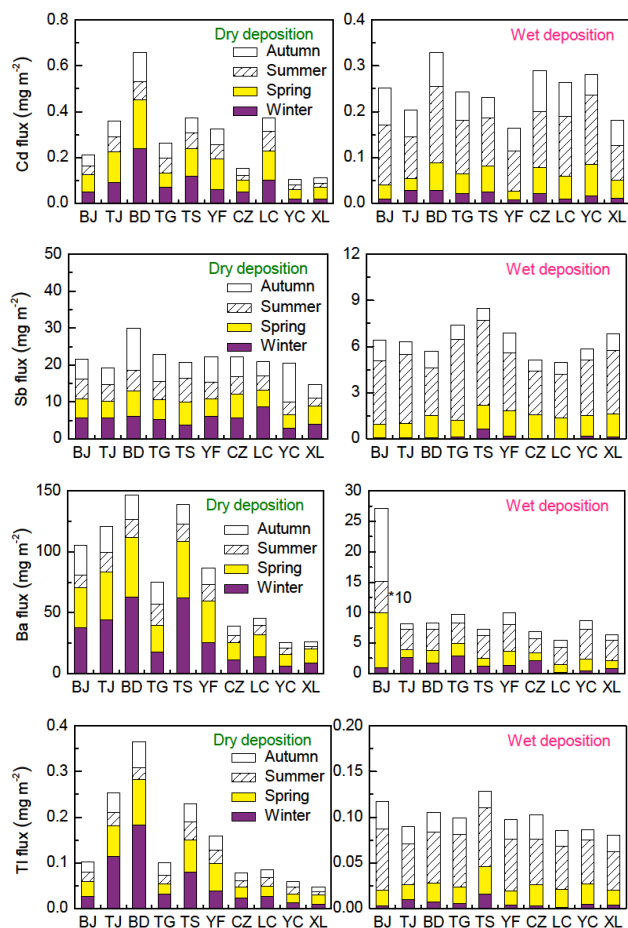 Dry deposition
Autumn
Summer
Spring
Winter
Cd flux (mg m⁻²)
0.8
0.6
0.4
0.2
0.0
BJ TJ BD TG TS YF CZ LC YC XL
Wet deposition
0.4
0.3
0.2
0.1
0.0
BJ TJ BD TG TS YF CZ LC YC XL
Dry deposition
Autumn
Summer
Spring
Winter
Sb flux (mg m⁻²)
50
40
30
20
10
0
BJ TJ BD TG TS YF CZ LC YC XL
Wet deposition
12
9
6
3
0
BJ TJ BD TG TS YF CZ LC YC XL
Dry deposition
Autumn
Summer
Spring
Winter
Ba flux (mg m⁻²)
150
100
50
0
BJ TJ BD TG TS YF CZ LC YC XL
Wet deposition
*10
30
25
20
15
10
5
0
BJ TJ BD TG TS YF CZ LC YC XL
Dry deposition
Autumn
Summer
Spring
Winter
Tl flux (mg m⁻²)
0.4
0.3
0.2
0.1
0.0
BJ TJ BD TG TS YF CZ LC YC XL
Wet deposition
0.20
0.15
0.10
0.05
0.00
BJ TJ BD TG TS YF CZ LC YC XL